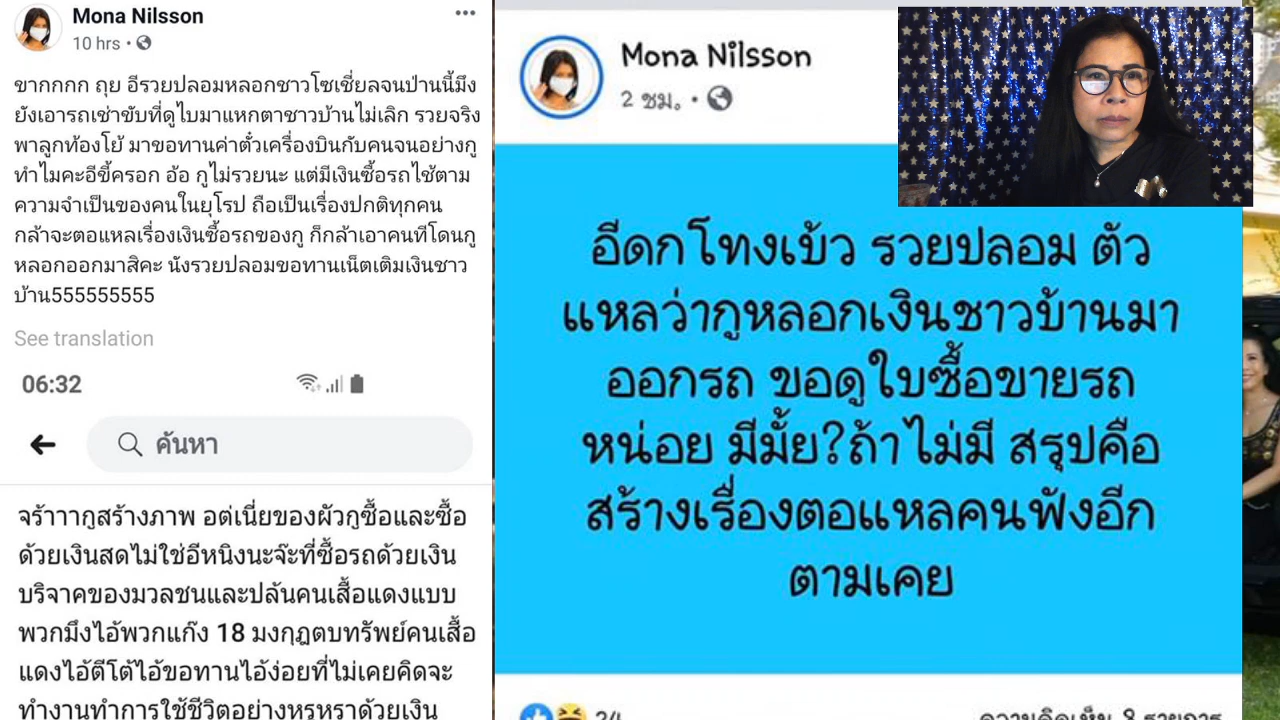 Mona Nilsson
10 hrs
ขากกกก ถุย อีรวยปลอมหลอกชาวโซเชี่ยลจนป่านนี้มึง
ยังเอารถเช่าขับที่ดูไบมาแหกตาชาวบ้านไม่เลิก รวยจริง
พาลูกท้องโย้ มาขอทานค่าตั๋วเครื่องบินกับคนจนอย่างกู
ทำไมคะอีขี้ครอก อ้อ กูไม่รวยนะ แต่มีเงินซื้อรถไช้ตาม
ความจำเป็นของคนในยุโรป ถือเป็นเรื่องปกติทุกคน
กล้าจะตอแหลเรื่องเงินซื้อรถของกู ก็กล้าเอาคนทีโดนกู
หลอกออกมาสิคะ นังรวยปลอมขอทานเน็ตเติมเงินชาว
บ้าน555555555
See translation
06:32
ค้นหา
จร้าาากูสร้างภาพ อต่เนี่ยของผัวกูซื้อและซื้อ
ด้วยเงินสดไม่ใช่อีหนิงนะจ๊ะที่ซื้อรถด้วยเงิน
บริจาคของมวลชนและปล้นคนเสื้อแดงแบบ
พวกมึงไอ้พวกแก๊ง 18 มงกุฎตบทรัพย์คนเสื้อ
แดงไอ้ตีโต้ไอ้ขอทานไอ้ง่อยที่ไม่เคยคิดจะ
ทำงานทำการใช้ชีวิตอย่างหรูหราด้วยเงิน
Mona Nilsson
2 ชม.
อีดกโทงเบ้ว รวยปลอม ตัว
แหลว่ากูหลอกเงินชาวบ้านมา
ออกรถ ขอดูใบซื้อขายรถ
หน่อย มีมั้ย?ถ้าไม่มี สรุปคือ
สร้างเรื่องตอแหลคนฟังอีก
ตามเคย
24
ความคิดเห็น 8 รายการ